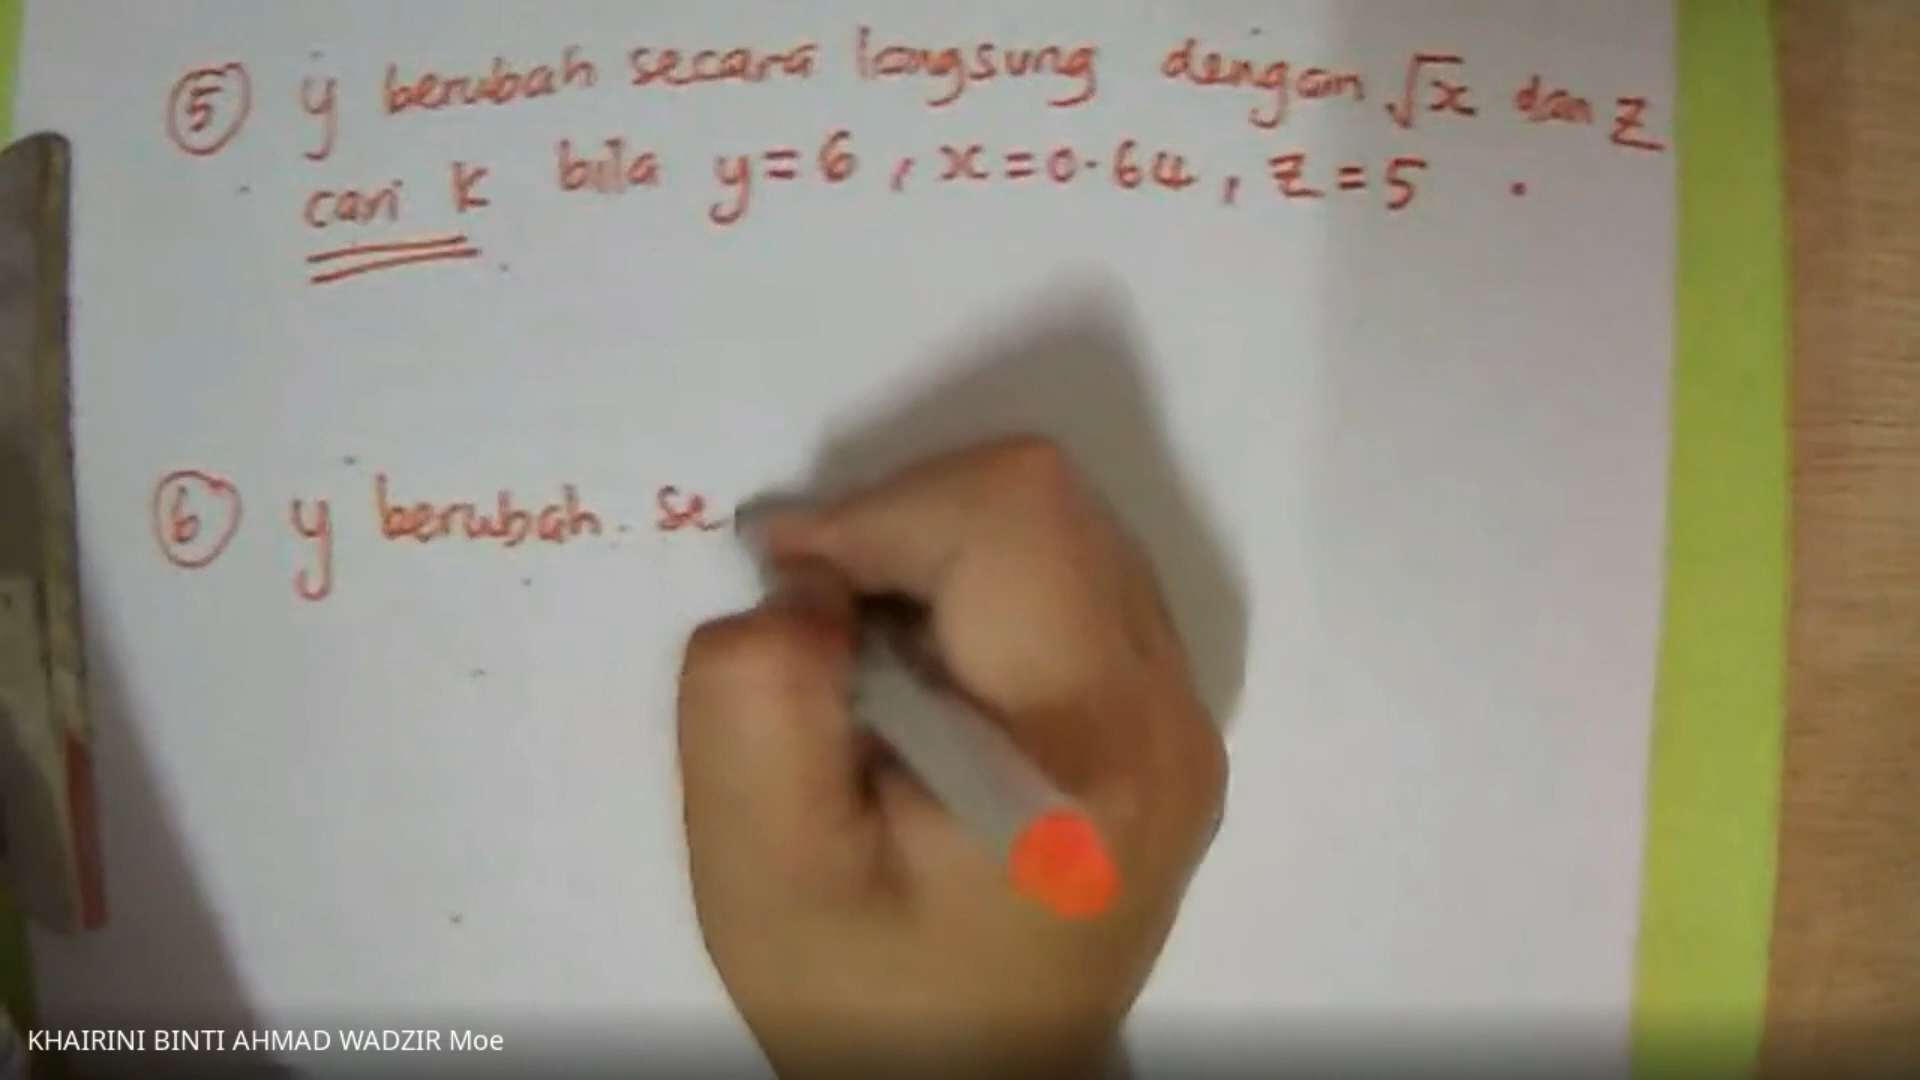 5 y berubah secara langsung dengan √x dan z
cari k bila y = 6 , x = 0.64 , z = 5 .
6 y berubah se
KHAIRINI BINTI AHMAD WADZIR Moe